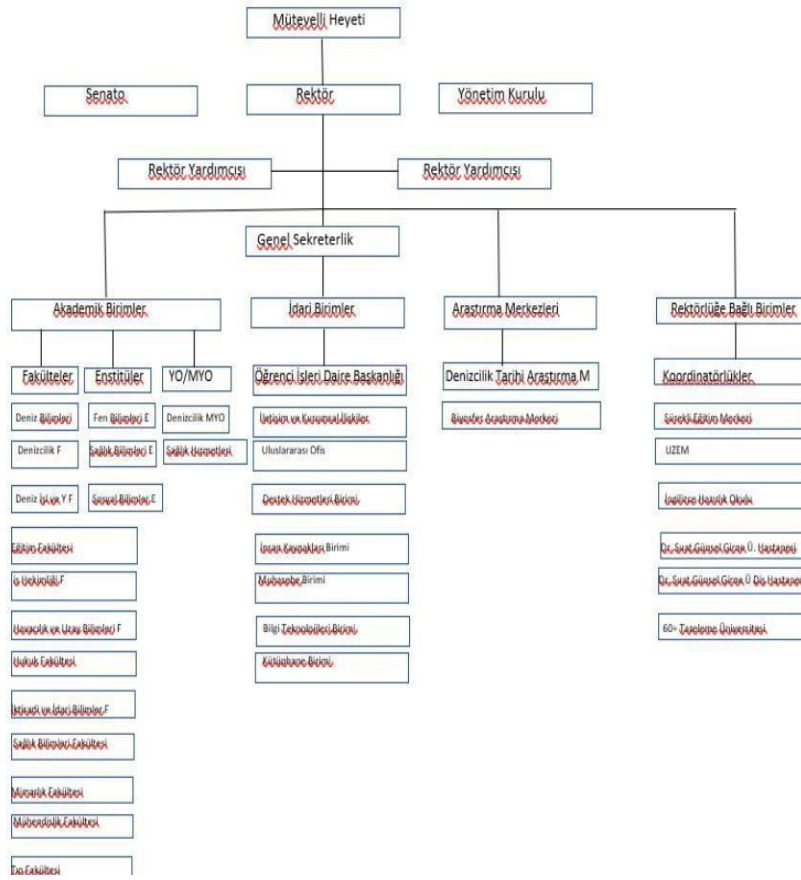 Mütevelli Heyeti
Senato
Rektör
Yönetim Kurulu
Rektör Yardımcısı
Rektör Yardımcısı
Genel Sekreterlik
Akademik Birimler
İdari Birimler
Araştırma Merkezleri
Rektörlüğe Bağlı Birimler
Fakülteler
Enstitüler
YO/MYO
Öğrenci İşleri Daire Başkanlığı
Denizcilik Tarihi Araştırma M
Koordinatörlükler
Deniz Bilimleri
Fen Bilimleri E
Denizcilik MYO
İletişim ve Kurumsal İlişkiler
Biyosfer Araştırma Merkezi
Sürekli Eğitim Merkezi
Denizcilik F
Sağlık Bilimleri E
Sağlık Hizmetleri
Uluslararası Ofis
UZEM
Deniz İşl ve Y F
Sosyal Bilimler E
Destek Hizmetleri Birimi
İngilizce Hazırlık Okulu
Eğitim Fakültesi
İnsan Kaynakları Birimi
Dr. Suat Günsel Girne Ü. Hastanesi
iş Hekimliği F
Muhasebe Birimi
Dr. Suat Günsel Girne Ü Diş Hastanesi
Havacılık ve Uzay Bilimleri F
Bilgi Teknolojileri Birimi
60+ Tazeleme Üniversitesi
Hukuk Fakültesi
Kütüphane Birimi
İktisadi ve İdari Bilimler F
Sağlık Bilimleri Fakültesi
Mimarlık Fakültesi
Mühendislik Fakültesi
Tıp Fakültesi